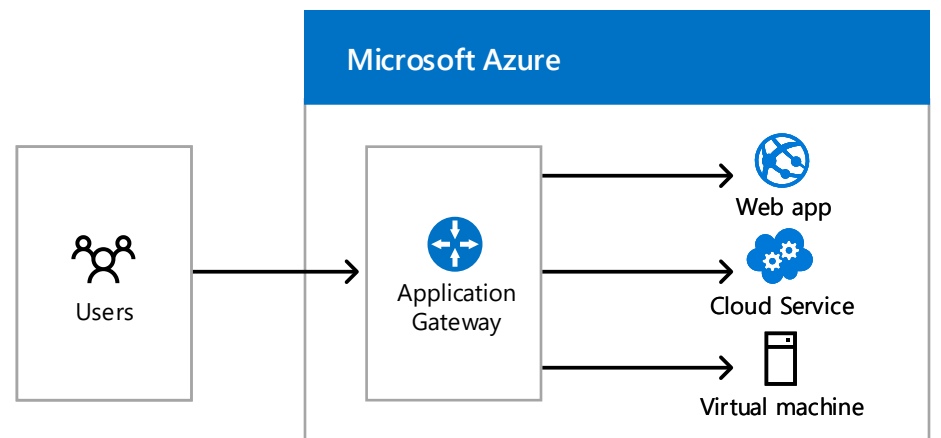 Microsoft Azure
Users
Application
Gateway
Web app
Cloud Service
Virtual machine